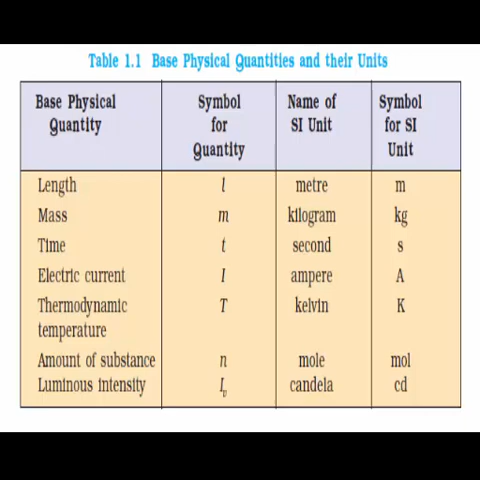 Table 1.1 Base Physical Quantities and their Units
Base Physical Quantity Symbol for Quantity Name of SI Unit Symbol for SI Unit
Length l metre m
Mass m kilogram kg
Time t second s
Electric current I ampere A
Thermodynamic temperature T kelvin K
Amount of substance n mole mol
Luminous intensity Iv candela cd